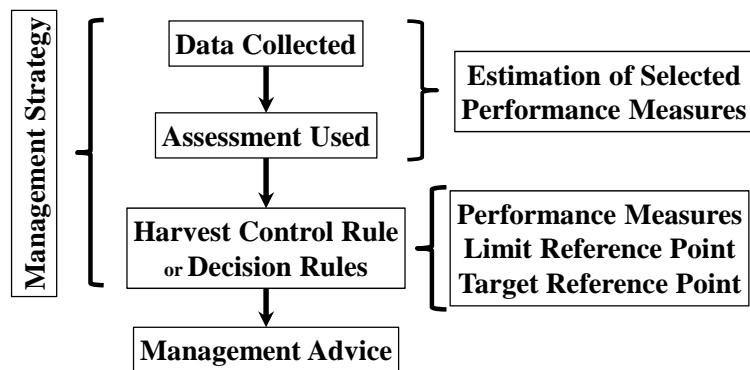 Management Strategy
Data Collected
Assessment Used
Harvest Control Rule
or Decision Rules
Management Advice
Estimation of Selected
Performance Measures
Performance Measures
Limit Reference Point
Target Reference Point